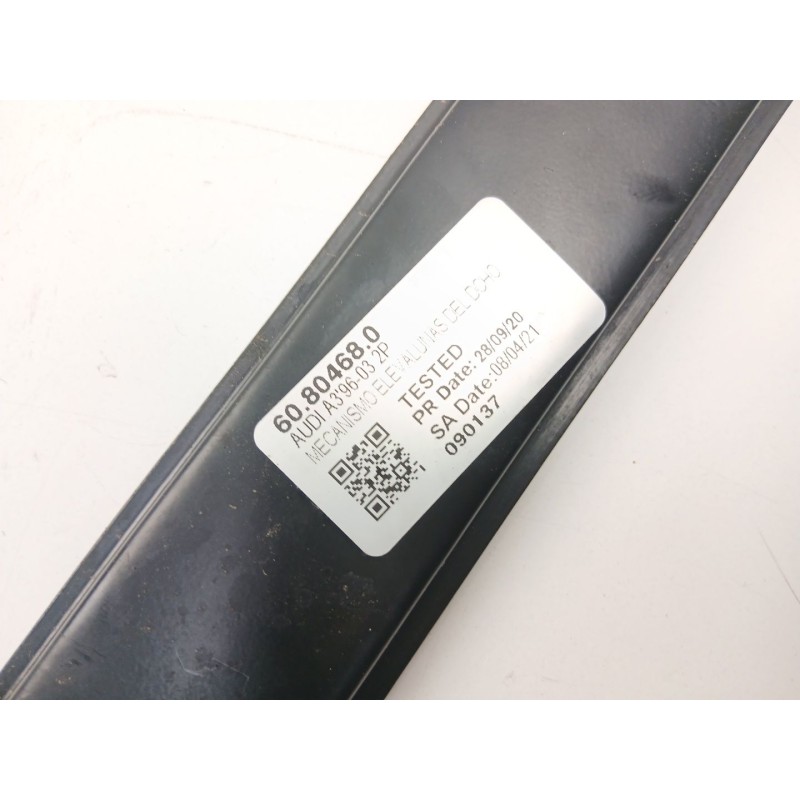 60.80468.0
AUDI A3'96-03 2P
MECANISMO ELEVALUNAS DEL DCHO
TESTED
PR Date:28/09/20
SA Date:08/04/21
090137